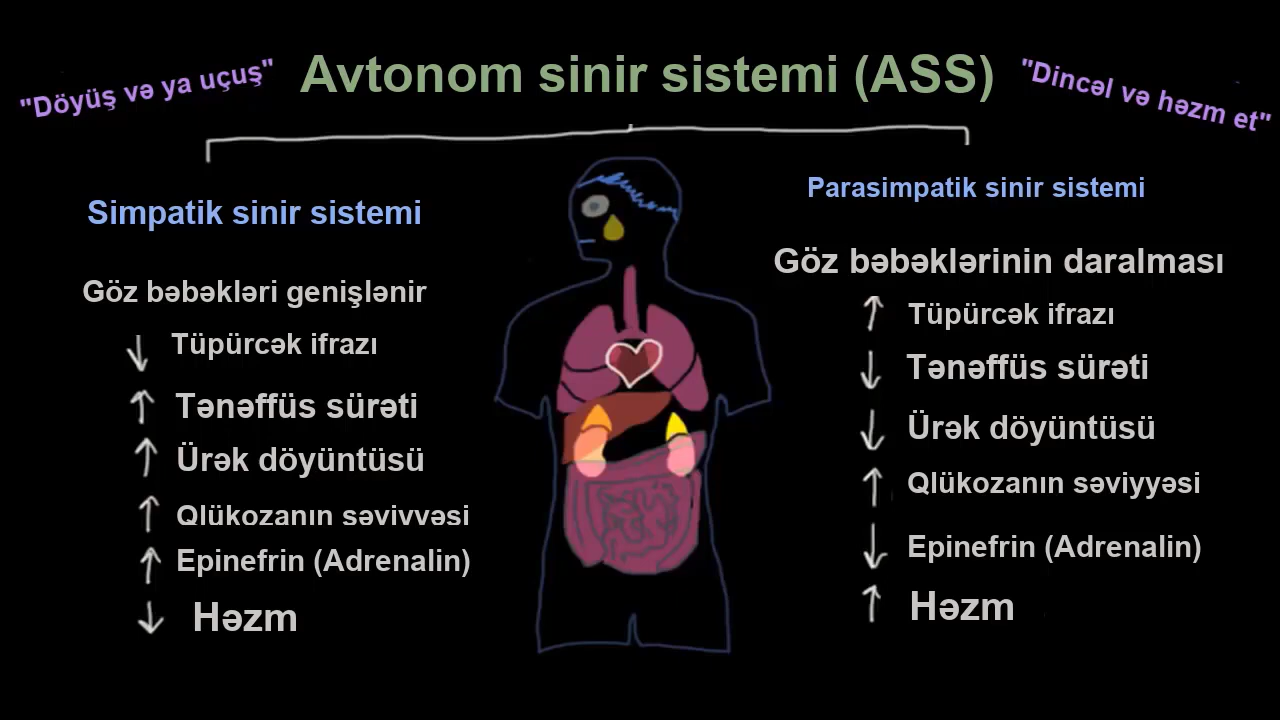 "Döyüş və ya uçuş"
Avtonom sinir sistemi (ASS)
"Dincəl və həzm et"
Simpatik sinir sistemi
Göz bəbəkləri genişlənir
↓ Tüpürcək ifrazı
↑ Tənəffüs sürəti
↑ Ürək döyüntüsü
↑ Qlükozanın səvivvəsi
↑ Epinefrin (Adrenalin)
↓ Həzm
Parasimpatik sinir sistemi
Göz bəbəklərinin daralması
↑ Tüpürcək ifrazı
↓ Tənəffüs sürəti
↓ Ürək döyüntüsü
↑ Qlükozanın səviyyəsi
↓ Epinefrin (Adrenalin)
↑ Həzm